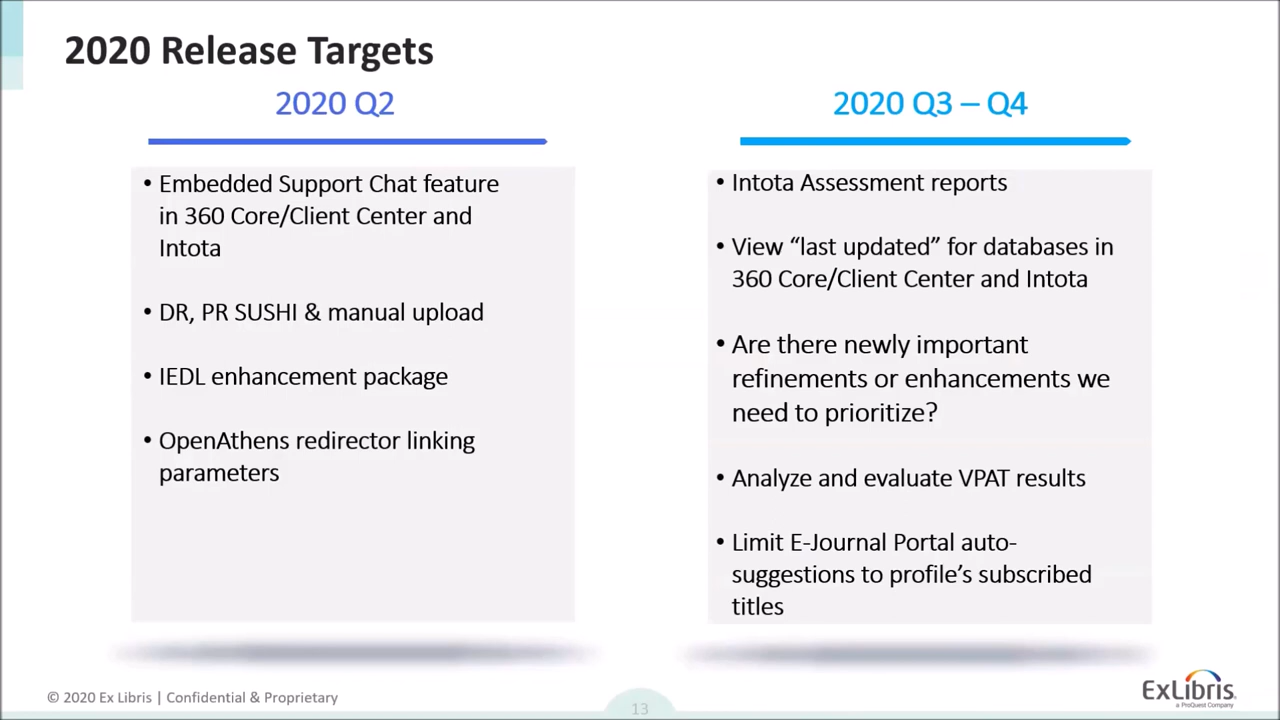 2020 Release Targets
2020 Q2
• Embedded Support Chat feature
in 360 Core/Client Center and
Intota
• DR, PR SUSHI & manual upload
• IEDL enhancement package
• OpenAthens redirector linking
parameters
2020 Q3 – Q4
• Intota Assessment reports
• View “last updated” for databases in
360 Core/Client Center and Intota
• Are there newly important
refinements or enhancements we
need to prioritize?
• Analyze and evaluate VPAT results
• Limit E-Journal Portal auto-
suggestions to profile’s subscribed
titles
© 2020 Ex Libris | Confidential & Proprietary
13
ExLibris
a ProQuest Company